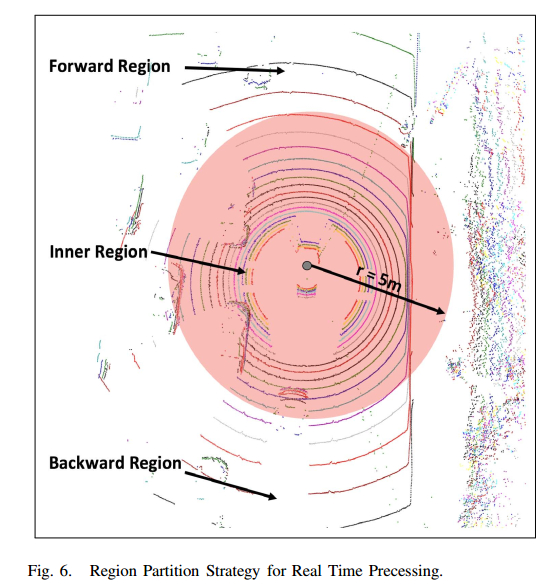 Forward Region
Inner Region
r = 5m
Backward Region
Fig. 6. Region Partition Strategy for Real Time Precessing.